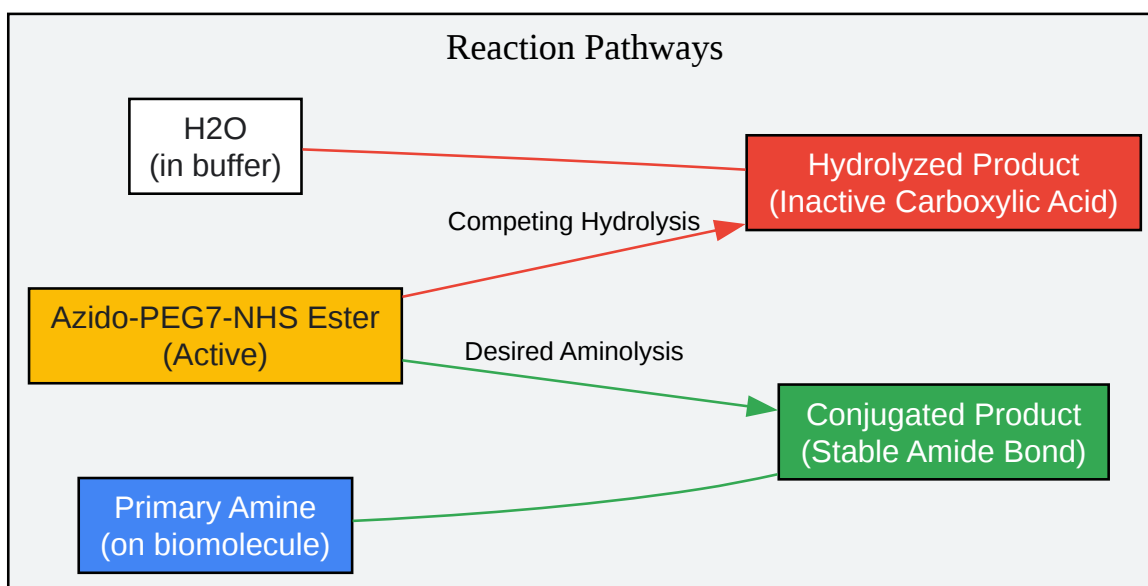 Reaction Pathways
H2O
(in buffer)
Hydrolyzed Product
(Inactive Carboxylic Acid)
Competing Hydrolysis
Azido-PEG7-NHS Ester
(Active)
Desired Aminolysis
Conjugated Product
(Stable Amide Bond)
Primary Amine
(on biomolecule)